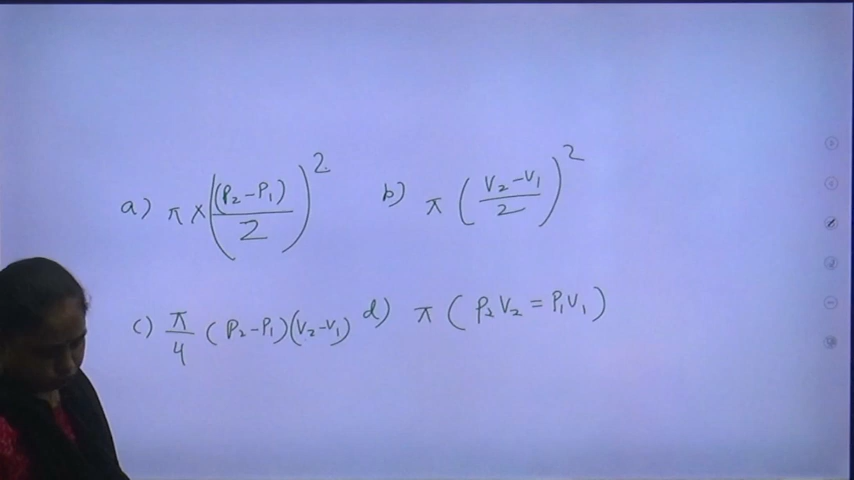 a) π × ((P₂-P₁)/2)² b) π ((V₂-V₁)/2)²
c) π/4 (P₂-P₁)(V₂-V₁) d) π (P₂V₂ = P₁V₁)